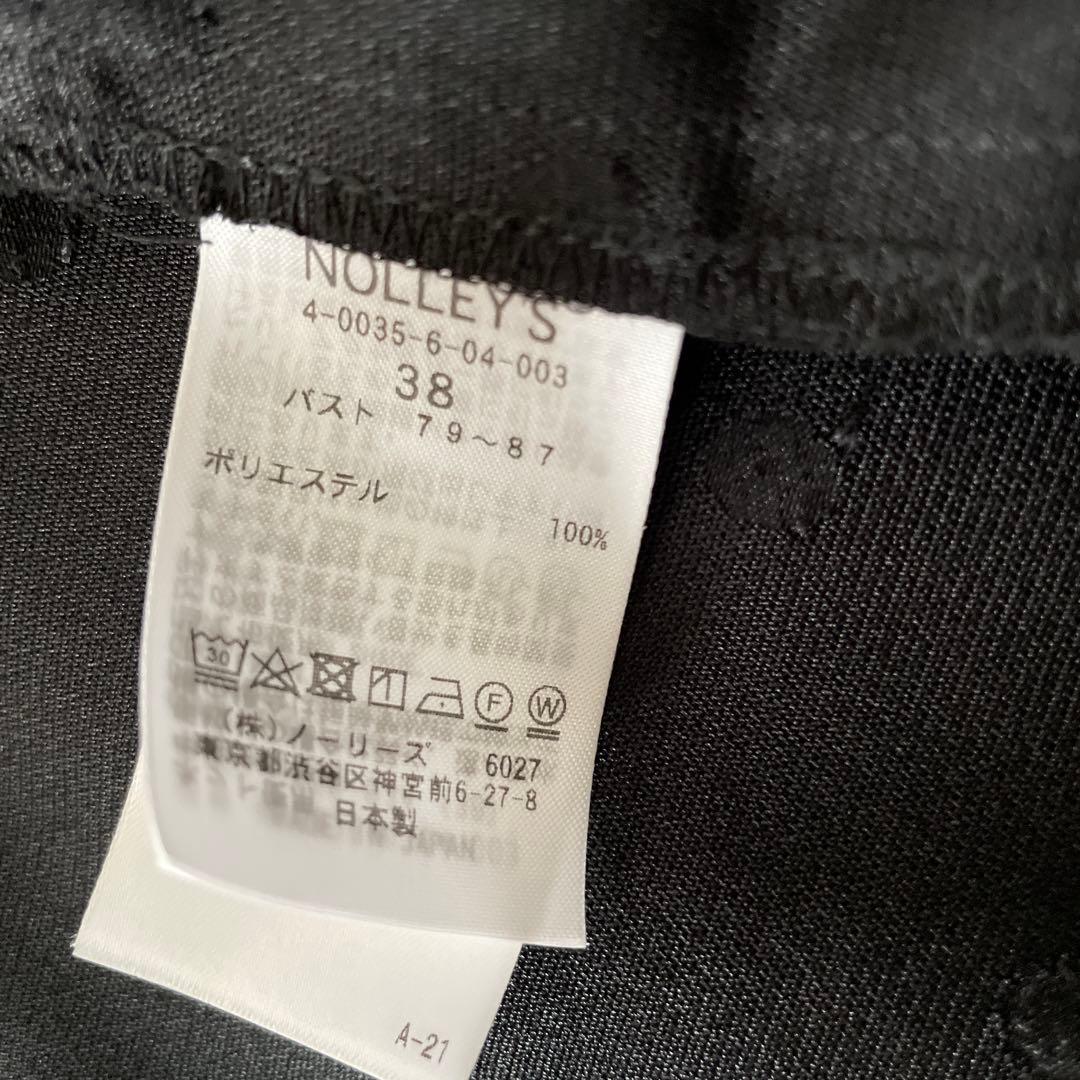 NOLLEY'S®
4-0035-6-04-003
38
バスト 79～87
ポリエステル 100%
30
F
W
(株)ノーリーズ 6027
東京都渋谷区神宮前6-27-8
日本製
A-21